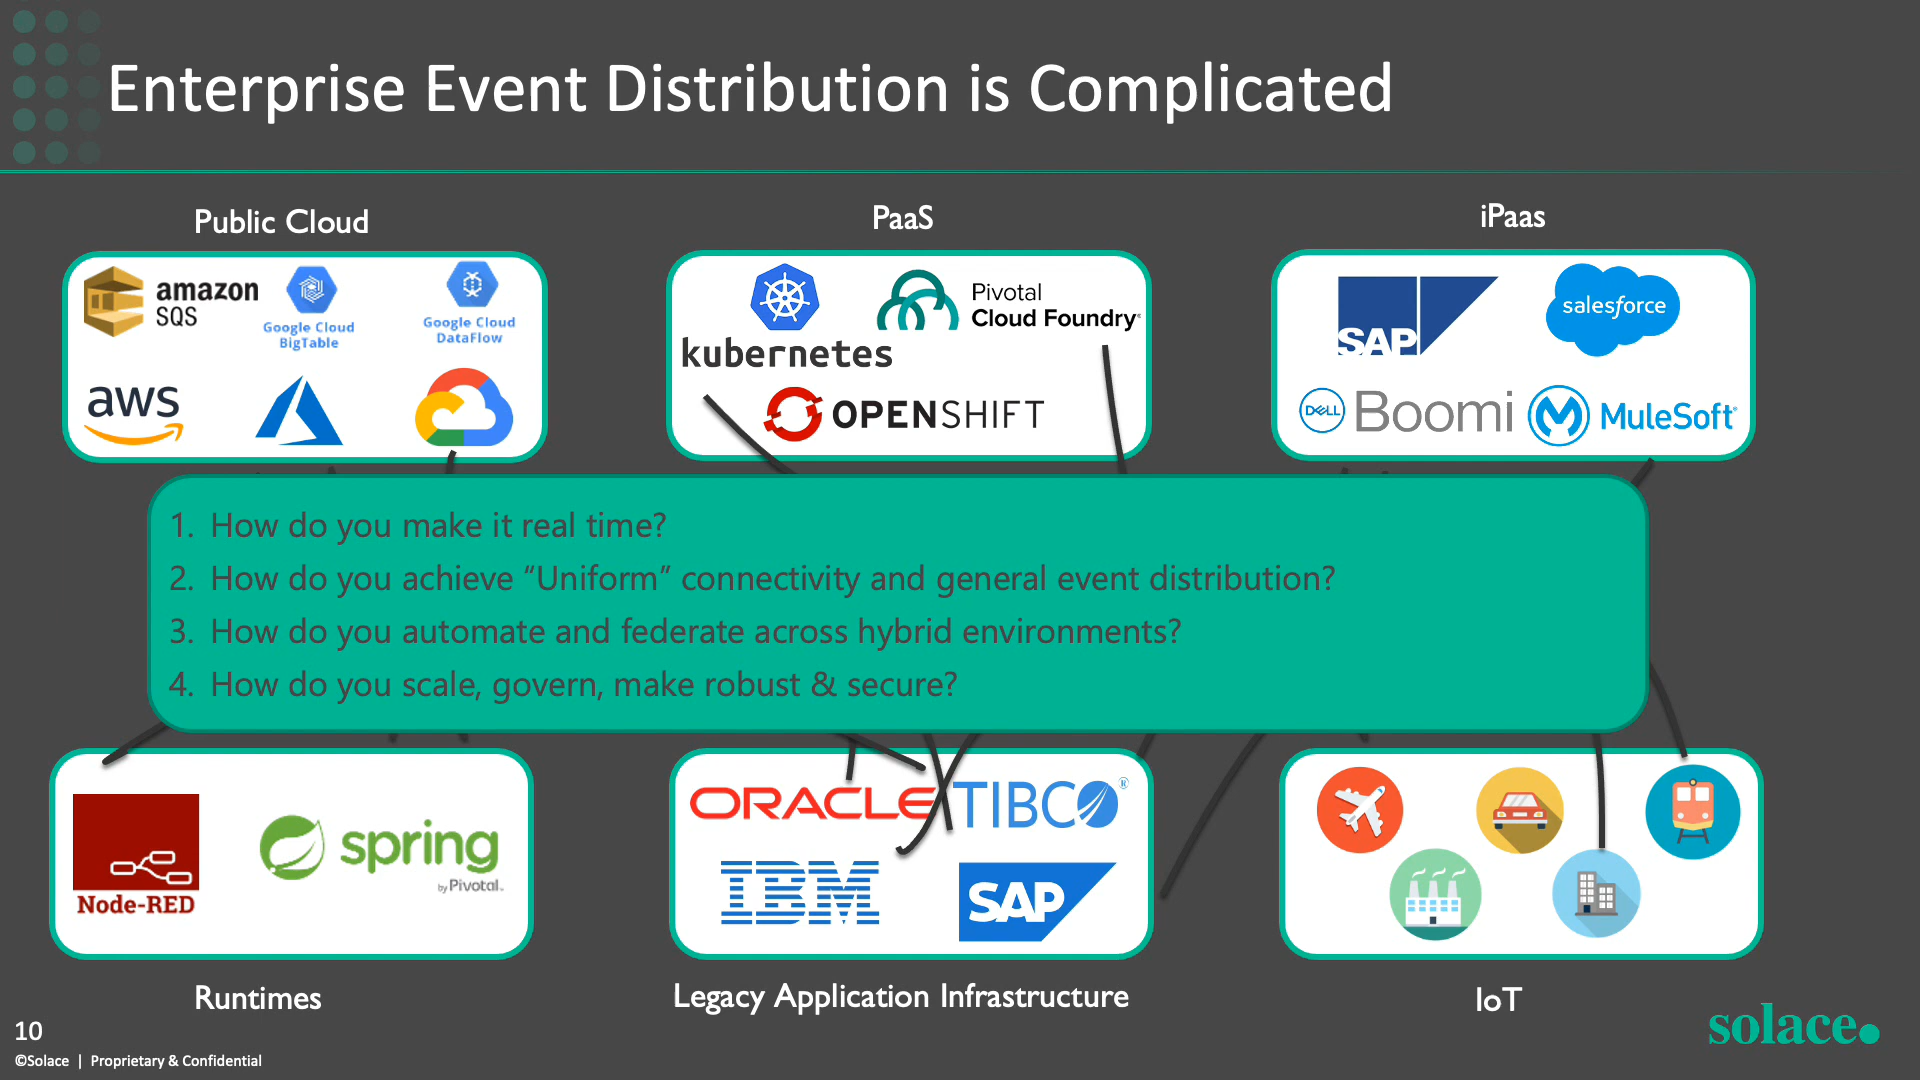 Enterprise Event Distribution is Complicated
Public Cloud
PaaS
iPaas
amazon
SQS
Google Cloud
BigTable
Google Cloud
DataFlow
aws
kubernetes
Pivotal
Cloud Foundry
OPENSHIFT
SAP
salesforce
DELL
Boomi
MuleSoft
1. How do you make it real time?
2. How do you achieve “Uniform” connectivity and general event distribution?
3. How do you automate and federate across hybrid environments?
4. How do you scale, govern, make robust & secure?
Node-RED
spring
by Pivotal
ORACLE
TIBCO®
IBM
SAP
Runtimes
Legacy Application Infrastructure
IoT
10
©Solace | Proprietary & Confidential
solace.